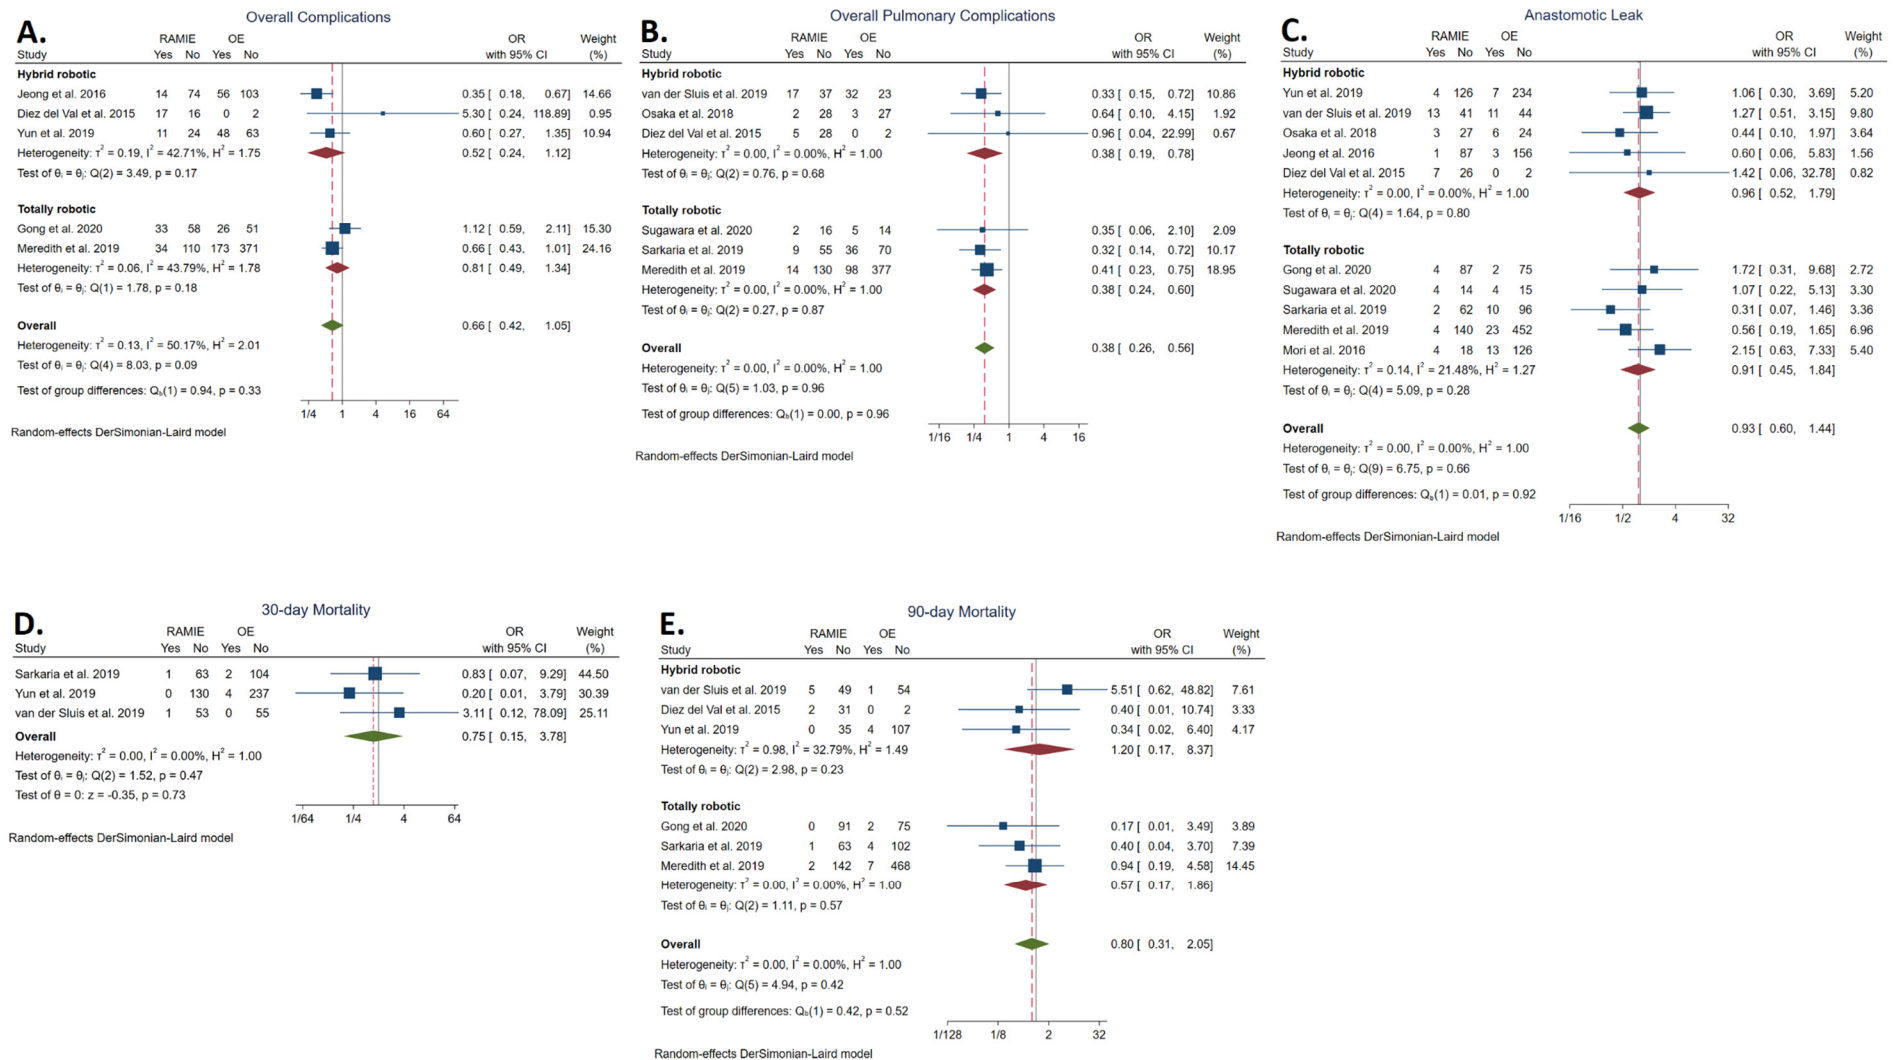 A.
Overall Complications
RAMIE OE OR Weight
Study Yes No Yes No with 95% CI (%)
Hybrid robotic
Jeong et al. 2016 14 74 56 103 0.35 [ 0.18, 0.67] 14.66
Diez del Val et al. 2015 17 16 0 2 5.30 [ 0.24, 118.89] 0.95
Yun et al. 2019 11 24 48 63 0.60 [ 0.27, 1.35] 10.94
Heterogeneity: τ² = 0.19, I² = 42.71%, H² = 1.75 0.52 [ 0.24, 1.12]
Test of θᵢ = θⱼ: Q(2) = 3.49, p = 0.17
Totally robotic
Gong et al. 2020 33 58 26 51 1.12 [ 0.59, 2.11] 15.30
Meredith et al. 2019 34 110 173 371 0.66 [ 0.43, 1.01] 24.16
Heterogeneity: τ² = 0.06, I² = 43.79%, H² = 1.78 0.81 [ 0.49, 1.34]
Test of θᵢ = θⱼ: Q(1) = 1.78, p = 0.18
Overall 0.66 [ 0.42, 1.05]
Heterogeneity: τ² = 0.13, I² = 50.17%, H² = 2.01
Test of θᵢ = θⱼ: Q(4) = 8.03, p = 0.09
Test of group differences: Q_b(1) = 0.94, p = 0.33
1/4 1 4 16 64
Random-effects DerSimonian-Laird model
B.
Overall Pulmonary Complications
RAMIE OE OR Weight
Study Yes No Yes No with 95% CI (%)
Hybrid robotic
van der Sluis et al. 2019 17 37 32 23 0.33 [ 0.15, 0.72] 10.86
Osaka et al. 2018 2 28 3 27 0.64 [ 0.10, 4.15] 1.92
Diez del Val et al. 2015 5 28 0 2 0.96 [ 0.04, 22.99] 0.67
Heterogeneity: τ² = 0.00, I² = 0.00%, H² = 1.00 0.38 [ 0.19, 0.78]
Test of θᵢ = θⱼ: Q(2) = 0.76, p = 0.68
Totally robotic
Sugawara et al. 2020 2 16 5 14 0.35 [ 0.06, 2.10] 2.09
Sarkaria et al. 2019 9 55 36 70 0.32 [ 0.14, 0.72] 10.17
Meredith et al. 2019 14 130 98 377 0.41 [ 0.23, 0.75] 18.95
Heterogeneity: τ² = 0.00, I² = 0.00%, H² = 1.00 0.38 [ 0.24, 0.60]
Test of θᵢ = θⱼ: Q(2) = 0.27, p = 0.87
Overall 0.38 [ 0.26, 0.56]
Heterogeneity: τ² = 0.00, I² = 0.00%, H² = 1.00
Test of θᵢ = θⱼ: Q(5) = 1.03, p = 0.96
Test of group differences: Q_b(1) = 0.00, p = 0.96
1/16 1/4 1 4 16
Random-effects DerSimonian-Laird model
C.
Anastomotic Leak
RAMIE OE OR Weight
Study Yes No Yes No with 95% CI (%)
Hybrid robotic
Yun et al. 2019 4 126 7 234 1.06 [ 0.30, 3.69] 5.20
van der Sluis et al. 2019 13 41 11 44 1.27 [ 0.51, 3.15] 9.80
Osaka et al. 2018 3 27 6 24 0.44 [ 0.10, 1.97] 3.64
Jeong et al. 2016 1 87 3 156 0.60 [ 0.06, 5.83] 1.56
Diez del Val et al. 2015 7 26 0 2 1.42 [ 0.06, 32.78] 0.82
Heterogeneity: τ² = 0.00, I² = 0.00%, H² = 1.00 0.96 [ 0.52, 1.79]
Test of θᵢ = θⱼ: Q(4) = 1.64, p = 0.80
Totally robotic
Gong et al. 2020 4 87 2 75 1.72 [ 0.31, 9.68] 2.72
Sugawara et al. 2020 4 14 4 15 1.07 [ 0.22, 5.13] 3.30
Sarkaria et al. 2019 2 62 10 96 0.31 [ 0.07, 1.46] 3.36
Meredith et al. 2019 4 140 23 452 0.56 [ 0.19, 1.65] 6.96
Mori et al. 2016 4 18 13 126 2.15 [ 0.63, 7.33] 5.40
Heterogeneity: τ² = 0.14, I² = 21.48%, H² = 1.27 0.91 [ 0.45, 1.84]
Test of θᵢ = θⱼ: Q(4) = 5.09, p = 0.28
Overall 0.93 [ 0.60, 1.44]
Heterogeneity: τ² = 0.00, I² = 0.00%, H² = 1.00
Test of θᵢ = θⱼ: Q(9) = 6.75, p = 0.66
Test of group differences: Q_b(1) = 0.01, p = 0.92
1/16 1/2 4 32
Random-effects DerSimonian-Laird model
D.
30-day Mortality
RAMIE OE OR Weight
Study Yes No Yes No with 95% CI (%)
Sarkaria et al. 2019 1 63 2 104 0.83 [ 0.07, 9.29] 44.50
Yun et al. 2019 0 130 4 237 0.20 [ 0.01, 3.79] 30.39
van der Sluis et al. 2019 1 53 0 55 3.11 [ 0.12, 78.09] 25.11
Overall 0.75 [ 0.15, 3.78]
Heterogeneity: τ² = 0.00, I² = 0.00%, H² = 1.00
Test of θᵢ = θⱼ: Q(2) = 1.52, p = 0.47
Test of θ = 0: z = -0.35, p = 0.73
1/64 1/4 4 64
Random-effects DerSimonian-Laird model
E.
90-day Mortality
RAMIE OE OR Weight
Study Yes No Yes No with 95% CI (%)
Hybrid robotic
van der Sluis et al. 2019 5 49 1 54 5.51 [ 0.62, 48.82] 7.61
Diez del Val et al. 2015 2 31 0 2 0.40 [ 0.01, 10.74] 3.33
Yun et al. 2019 0 35 4 107 0.34 [ 0.02, 6.40] 4.17
Heterogeneity: τ² = 0.98, I² = 32.79%, H² = 1.49 1.20 [ 0.17, 8.37]
Test of θᵢ = θⱼ: Q(2) = 2.98, p = 0.23
Totally robotic
Gong et al. 2020 0 91 2 75 0.17 [ 0.01, 3.49] 3.89
Sarkaria et al. 2019 1 63 4 102 0.40 [ 0.04, 3.70] 7.39
Meredith et al. 2019 2 142 7 468 0.94 [ 0.19, 4.58] 14.45
Heterogeneity: τ² = 0.00, I² = 0.00%, H² = 1.00 0.57 [ 0.17, 1.86]
Test of θᵢ = θⱼ: Q(2) = 1.11, p = 0.57
Overall 0.80 [ 0.31, 2.05]
Heterogeneity: τ² = 0.00, I² = 0.00%, H² = 1.00
Test of θᵢ = θⱼ: Q(5) = 4.94, p = 0.42
Test of group differences: Q_b(1) = 0.42, p = 0.52
1/128 1/8 2 32
Random-effects DerSimonian-Laird model